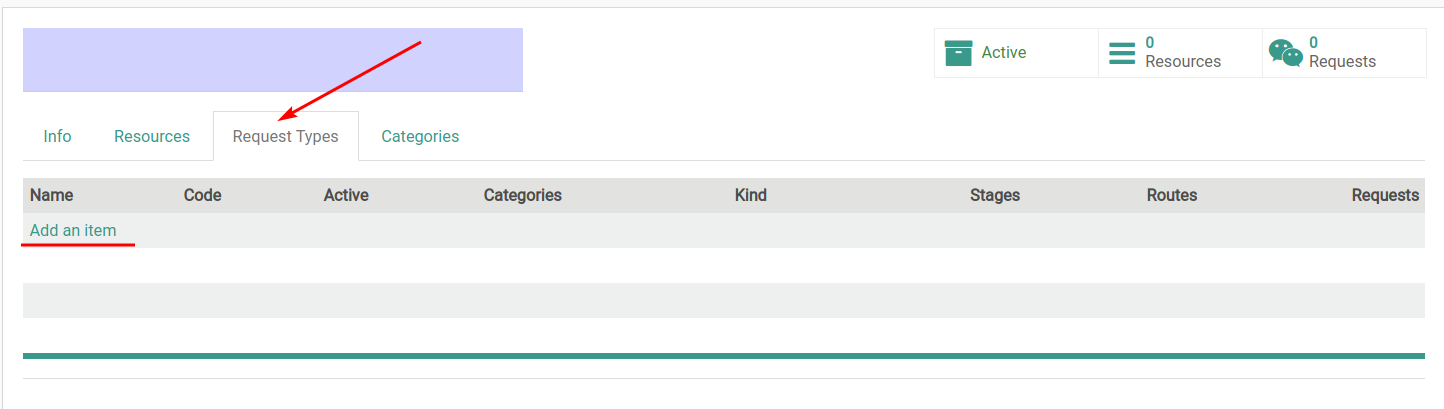 Active
0
Resources
0
Requests
Info Resources Request Types Categories
Name Code Active Categories Kind Stages Routes Requests
Add an item